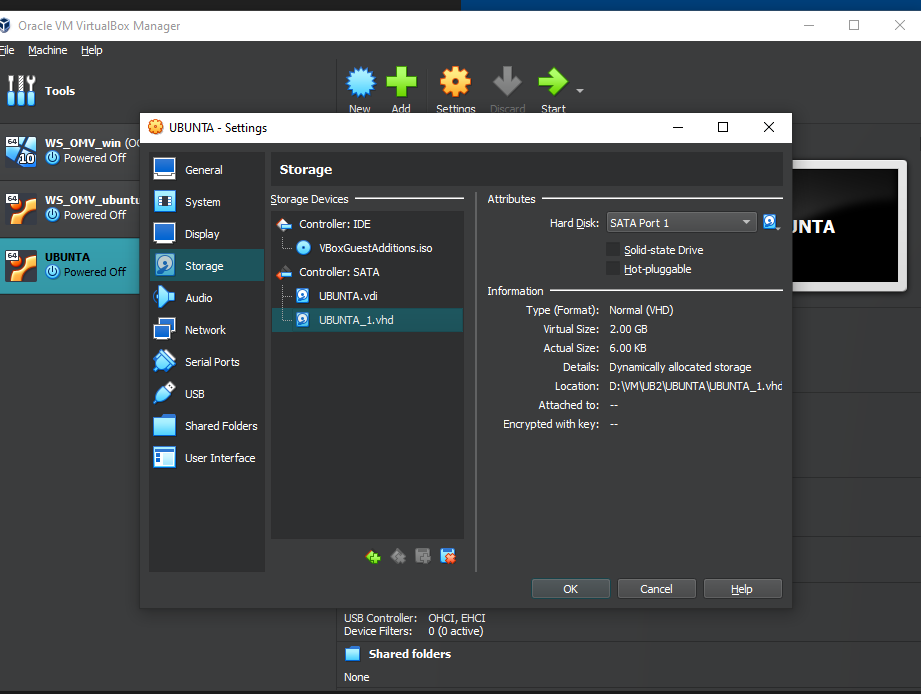 Oracle VM VirtualBox Manager
File Machine Help
Tools
New Add Settings Discard Start
64 WS_OMV_win (OC
10 Powered Off
64 WS_OMV_ubuntu
Powered Off
64 UBUNTA
Powered Off
UBUNTA - Settings
General
System
Display
Storage
Audio
Network
Serial Ports
USB
Shared Folders
User Interface
Storage
Storage Devices
Controller: IDE
VBoxGuestAdditions.iso
Controller: SATA
UBUNTA.vdi
UBUNTA_1.vhd
Attributes
Hard Disk: SATA Port 1
Solid-state Drive
Hot-pluggable
Information
Type (Format): Normal (VHD)
Virtual Size: 2.00 GB
Actual Size: 6.00 KB
Details: Dynamically allocated storage
Location: D:\VM\UB2\UBUNTA\UBUNTA_1.vhd
Attached to: --
Encrypted with key: --
OK Cancel Help
UNTA
USB Controller: OHCI, EHCI
Device Filters: 0 (0 active)
Shared folders
None